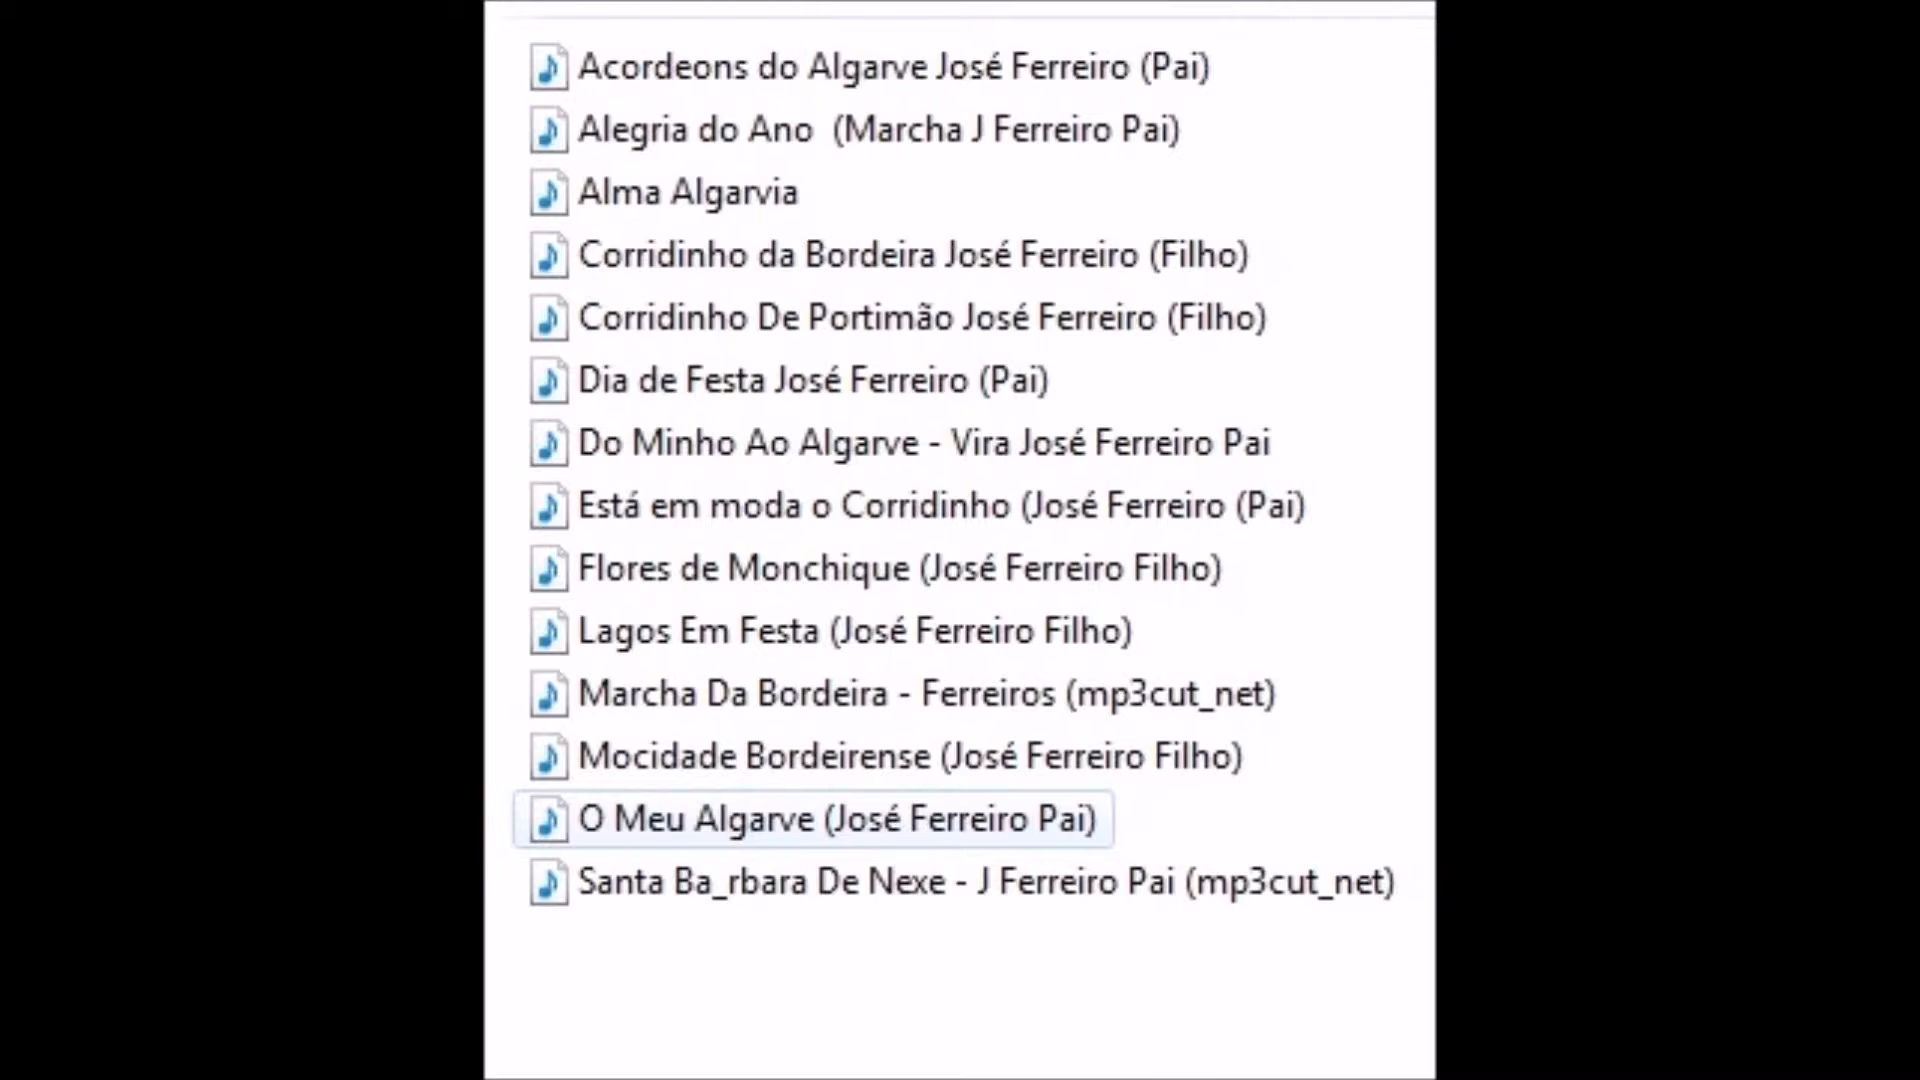 Acordeons do Algarve José Ferreiro (Pai)
Alegria do Ano  (Marcha J Ferreiro Pai)
Alma Algarvia
Corridinho da Bordeira José Ferreiro (Filho)
Corridinho De Portimão José Ferreiro (Filho)
Dia de Festa José Ferreiro (Pai)
Do Minho Ao Algarve - Vira José Ferreiro Pai
Está em moda o Corridinho (José Ferreiro (Pai)
Flores de Monchique (José Ferreiro Filho)
Lagos Em Festa (José Ferreiro Filho)
Marcha Da Bordeira - Ferreiros (mp3cut_net)
Mocidade Bordeirense (José Ferreiro Filho)
O Meu Algarve (José Ferreiro Pai)
Santa Ba_rbara De Nexe - J Ferreiro Pai (mp3cut_net)